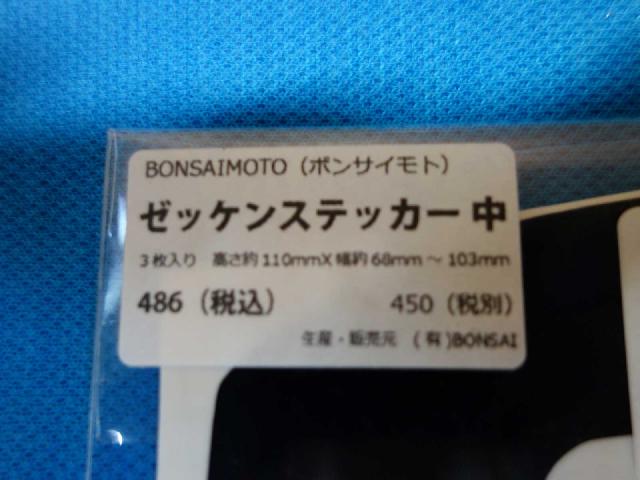 BONSAIMOTO（ボンサイモト）
ゼッケンステッカー 中
3枚入り　高さ約110mmX 幅約68mm ～ 103mm
486（税込）　450（税別）
生産・販売元　(有)BONSAI